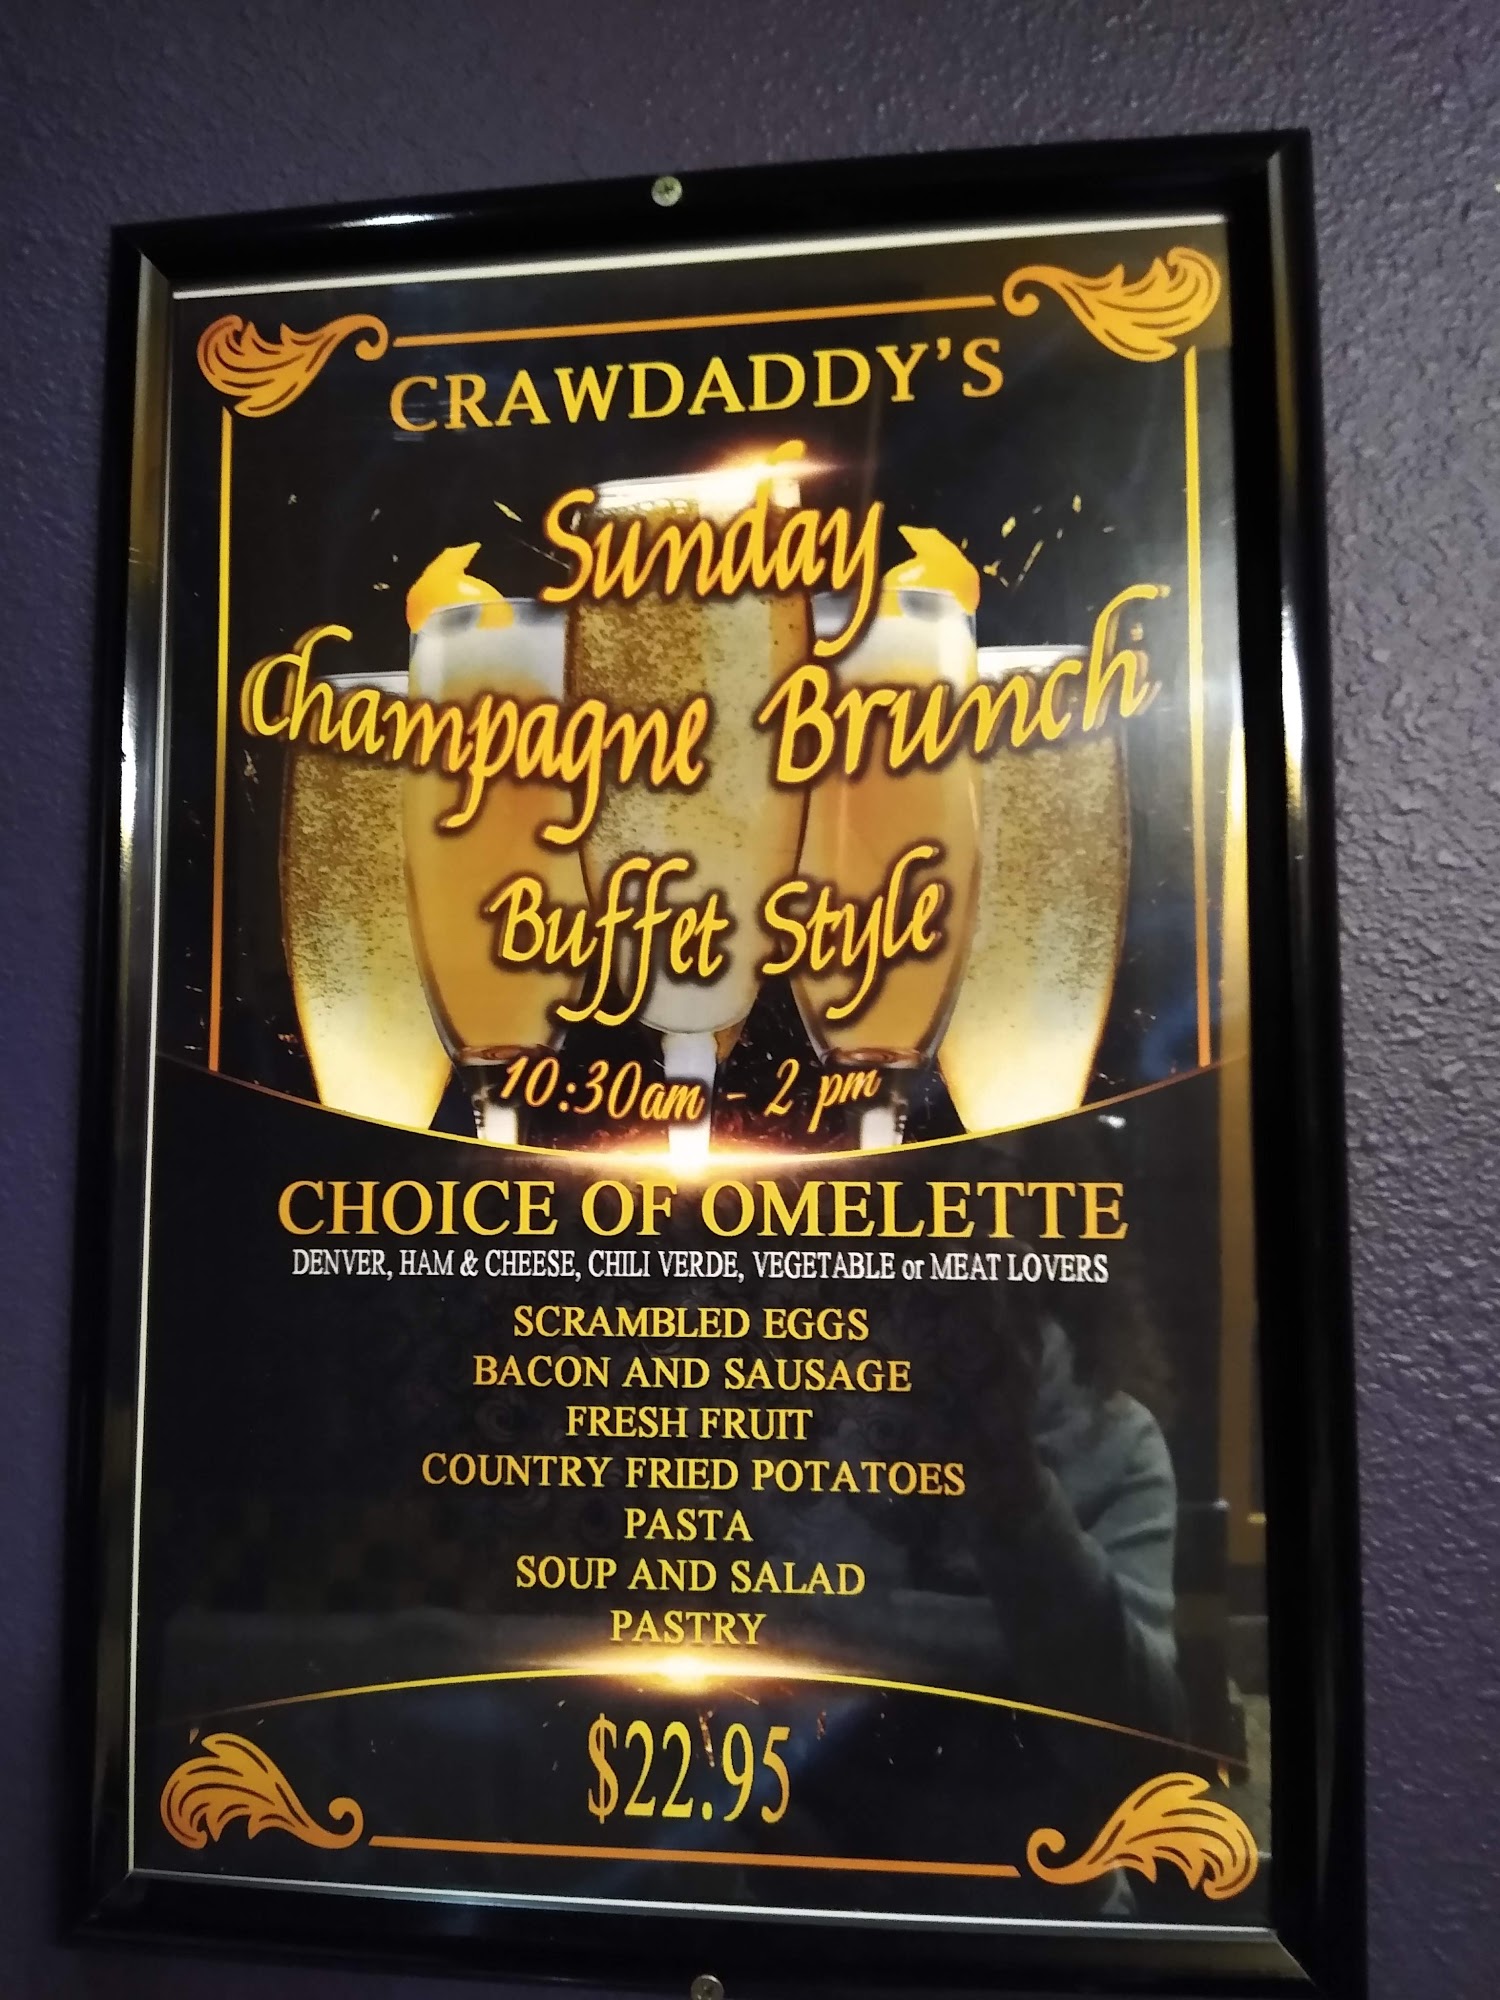 CRAWDADDY'S
Sunday
Champagne Brunch
Buffet Style
10:30am - 2 pm
CHOICE OF OMELETTE
DENVER, HAM & CHEESE, CHILI VERDE, VEGETABLE or MEAT LOVERS
SCRAMBLED EGGS
BACON AND SAUSAGE
FRESH FRUIT
COUNTRY FRIED POTATOES
PASTA
SOUP AND SALAD
PASTRY
$22.95